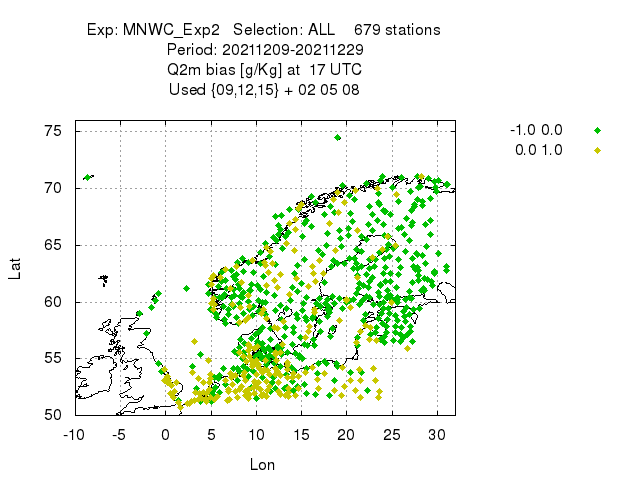 Exp: MNWC_Exp2   Selection: ALL    679 stations
Period: 20211209-20211229
Q2m bias [g/Kg] at  17 UTC
Used {09,12,15} + 02 05 08
-1.0 0.0
0.0 1.0
75
70
65
60
55
50
Lat
-10 -5 0 5 10 15 20 25 30
Lon